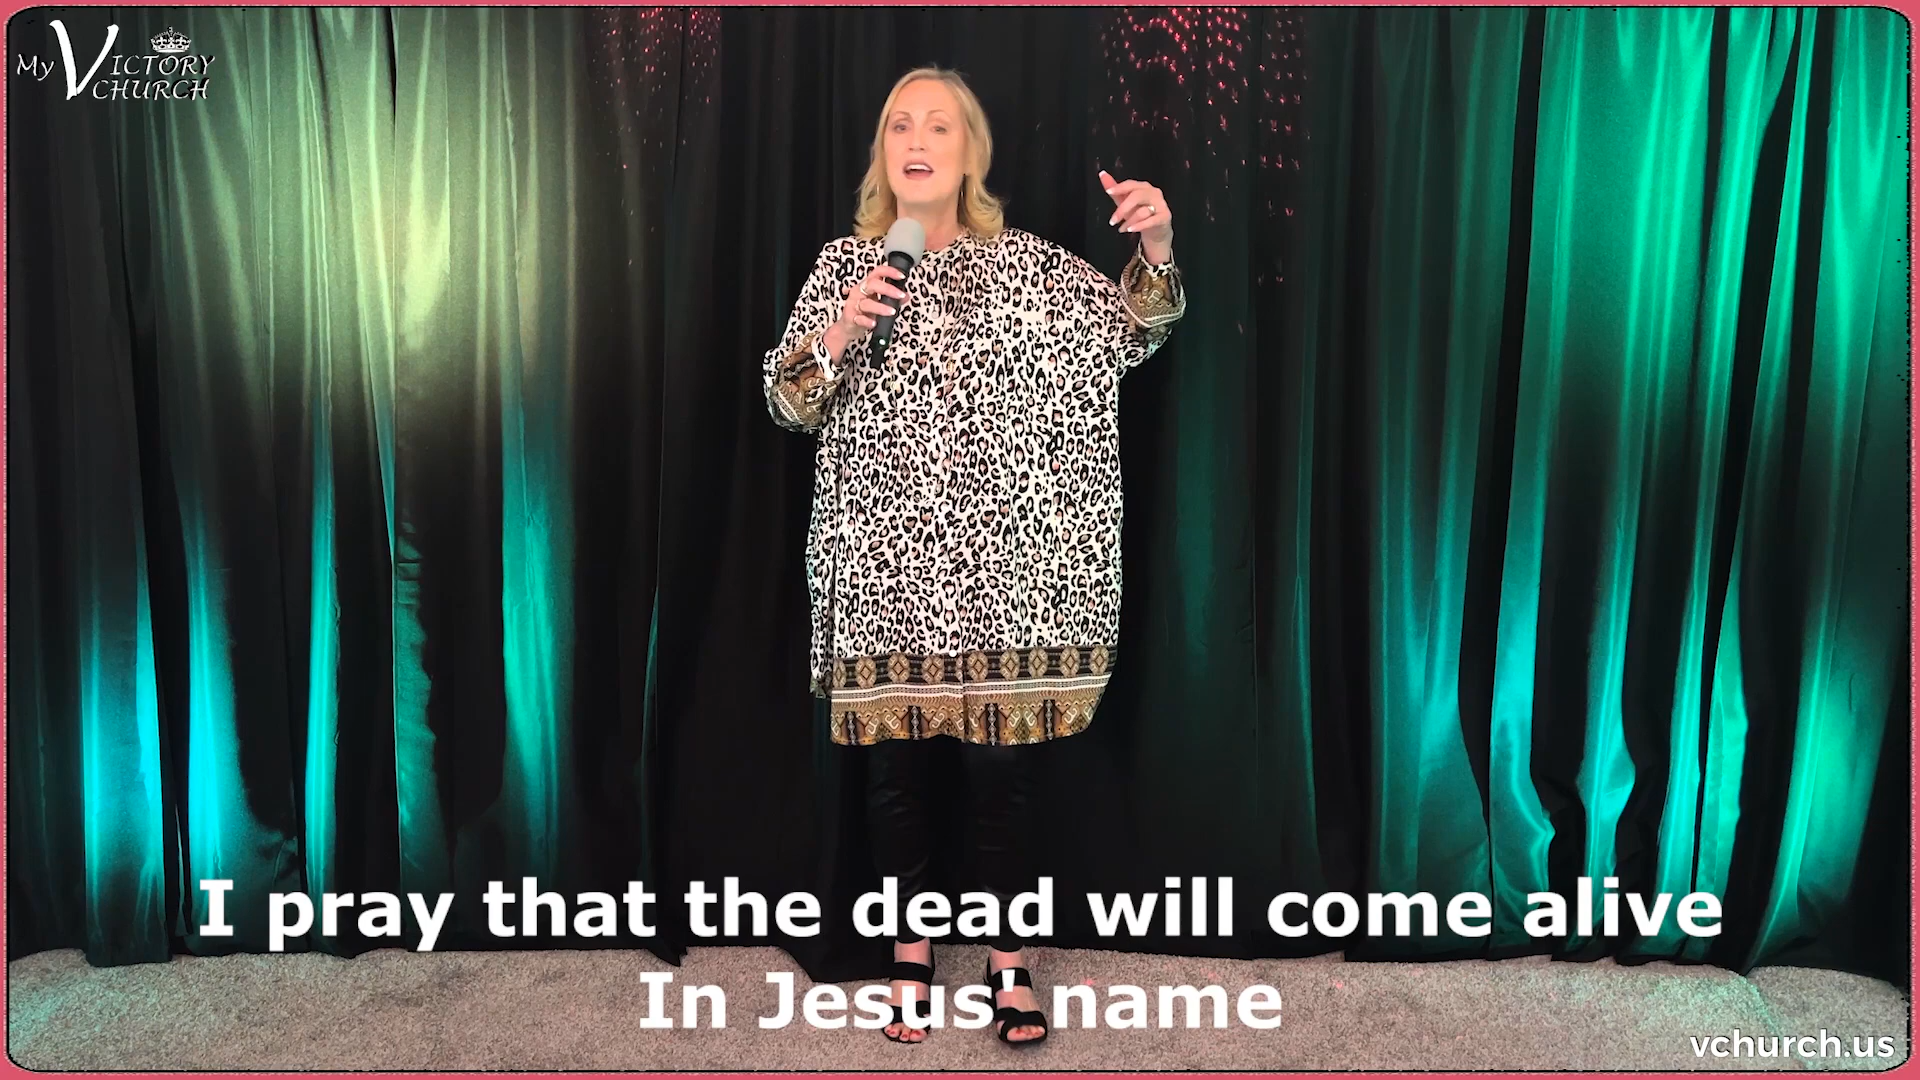 My Victory
Church
I pray that the dead will come alive
In Jesus' name
vchurch.us